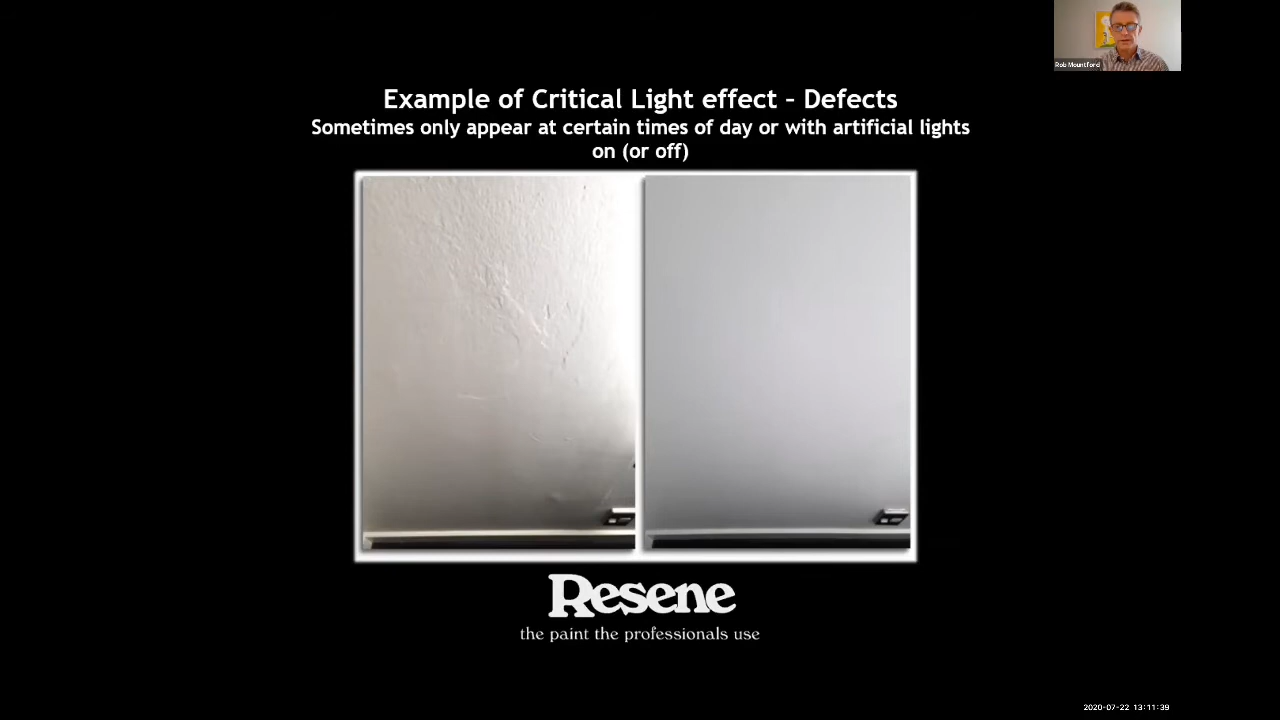 Rob Mountford
Example of Critical Light effect – Defects
Sometimes only appear at certain times of day or with artificial lights
on (or off)
Resene
the paint the professionals use
2020-07-22 13:11:39